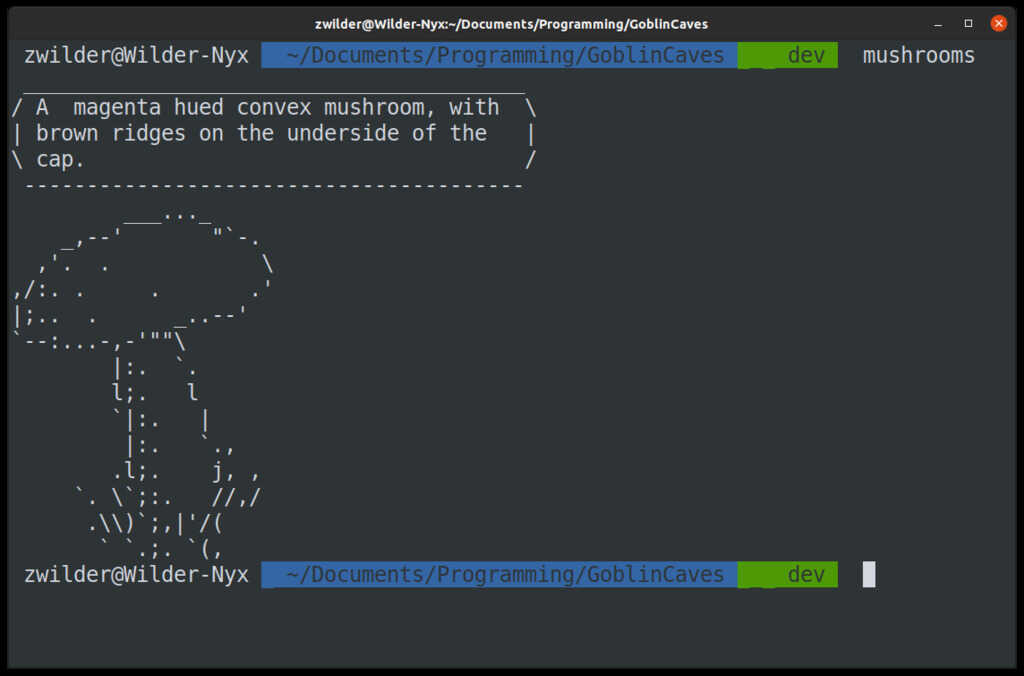 zwilder@Wilder-Nyx:~/Documents/Programming/GoblinCaves
zwilder@Wilder-Nyx ~/Documents/Programming/GoblinCaves dev mushrooms
A  magenta hued convex mushroom, with
brown ridges on the underside of the
cap.
zwilder@Wilder-Nyx ~/Documents/Programming/GoblinCaves dev